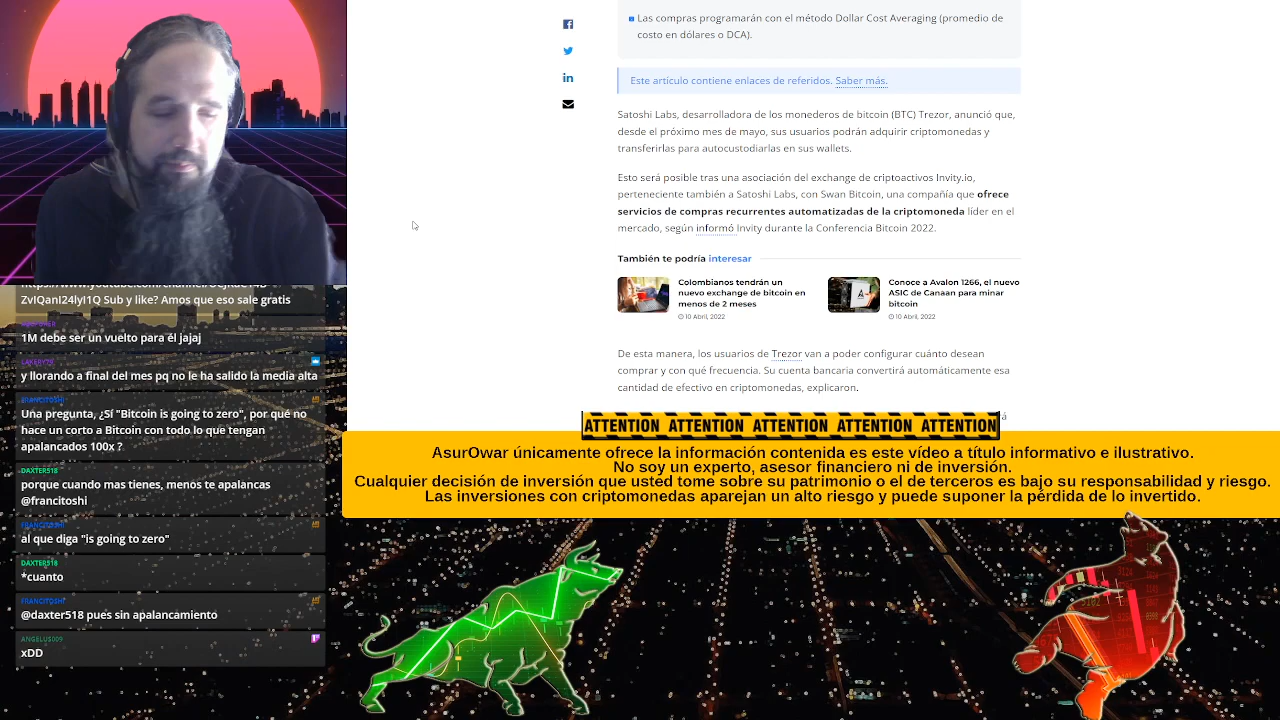 Las compras programarán con el método Dollar Cost Averaging (promedio de
costo en dólares o DCA).
Este artículo contiene enlaces de referidos. Saber más.
Satoshi Labs, desarrolladora de los monederos de bitcoin (BTC) Trezor, anunció que,
desde el próximo mes de mayo, sus usuarios podrán adquirir criptomonedas y
transferirlas para autocustodiarlas en sus wallets.
Esto será posible tras una asociación del exchange de criptoactivos Invity.io,
perteneciente también a Satoshi Labs, con Swan Bitcoin, una compañía que ofrece
servicios de compras recurrentes automatizadas de la criptomoneda líder en el
mercado, según informó Invity durante la Conferencia Bitcoin 2022.
También te podría interesar
Colombianos tendrán un
nuevo exchange de bitcoin en
menos de 2 meses
10 Abril, 2022
Conoce a Avalon 1266, el nuevo
ASIC de Canaan para minar
bitcoin
10 Abril, 2022
De esta manera, los usuarios de Trezor van a poder configurar cuánto desean
comprar y con qué frecuencia. Su cuenta bancaria convertirá automáticamente esa
cantidad de efectivo en criptomonedas, explicaron.
ZvIQanI24lyI1Q Sub y like? Amos que eso sale gratis
1M debe ser un vuelto para él jajaj
LAKERY78
y llorando a final del mes pq no le ha salido la media alta
FRANCITOSHI
Una pregunta, ¿Sí "Bitcoin is going to zero", por qué no
hace un corto a Bitcoin con todo lo que tengan
apalancados 100x ?
DAXTER518
porque cuando mas tienes, menos te apalancas
@francitoshi
FRANCITOSHI
al que diga "is going to zero"
DAXTER518
*cuanto
FRANCITOSHI
@daxter518 pues sin apalancamiento
ANGELUS009
xDD
ATTENTION ATTENTION ATTENTION ATTENTION ATTENTION
AsurOwar únicamente ofrece la información contenida es este vídeo a título informativo e ilustrativo.
No soy un experto, asesor financiero ni de inversión.
Cualquier decisión de inversión que usted tome sobre su patrimonio o el de terceros es bajo su responsabilidad y riesgo.
Las inversiones con criptomonedas aparejan un alto riesgo y puede suponer la pérdida de lo invertido.